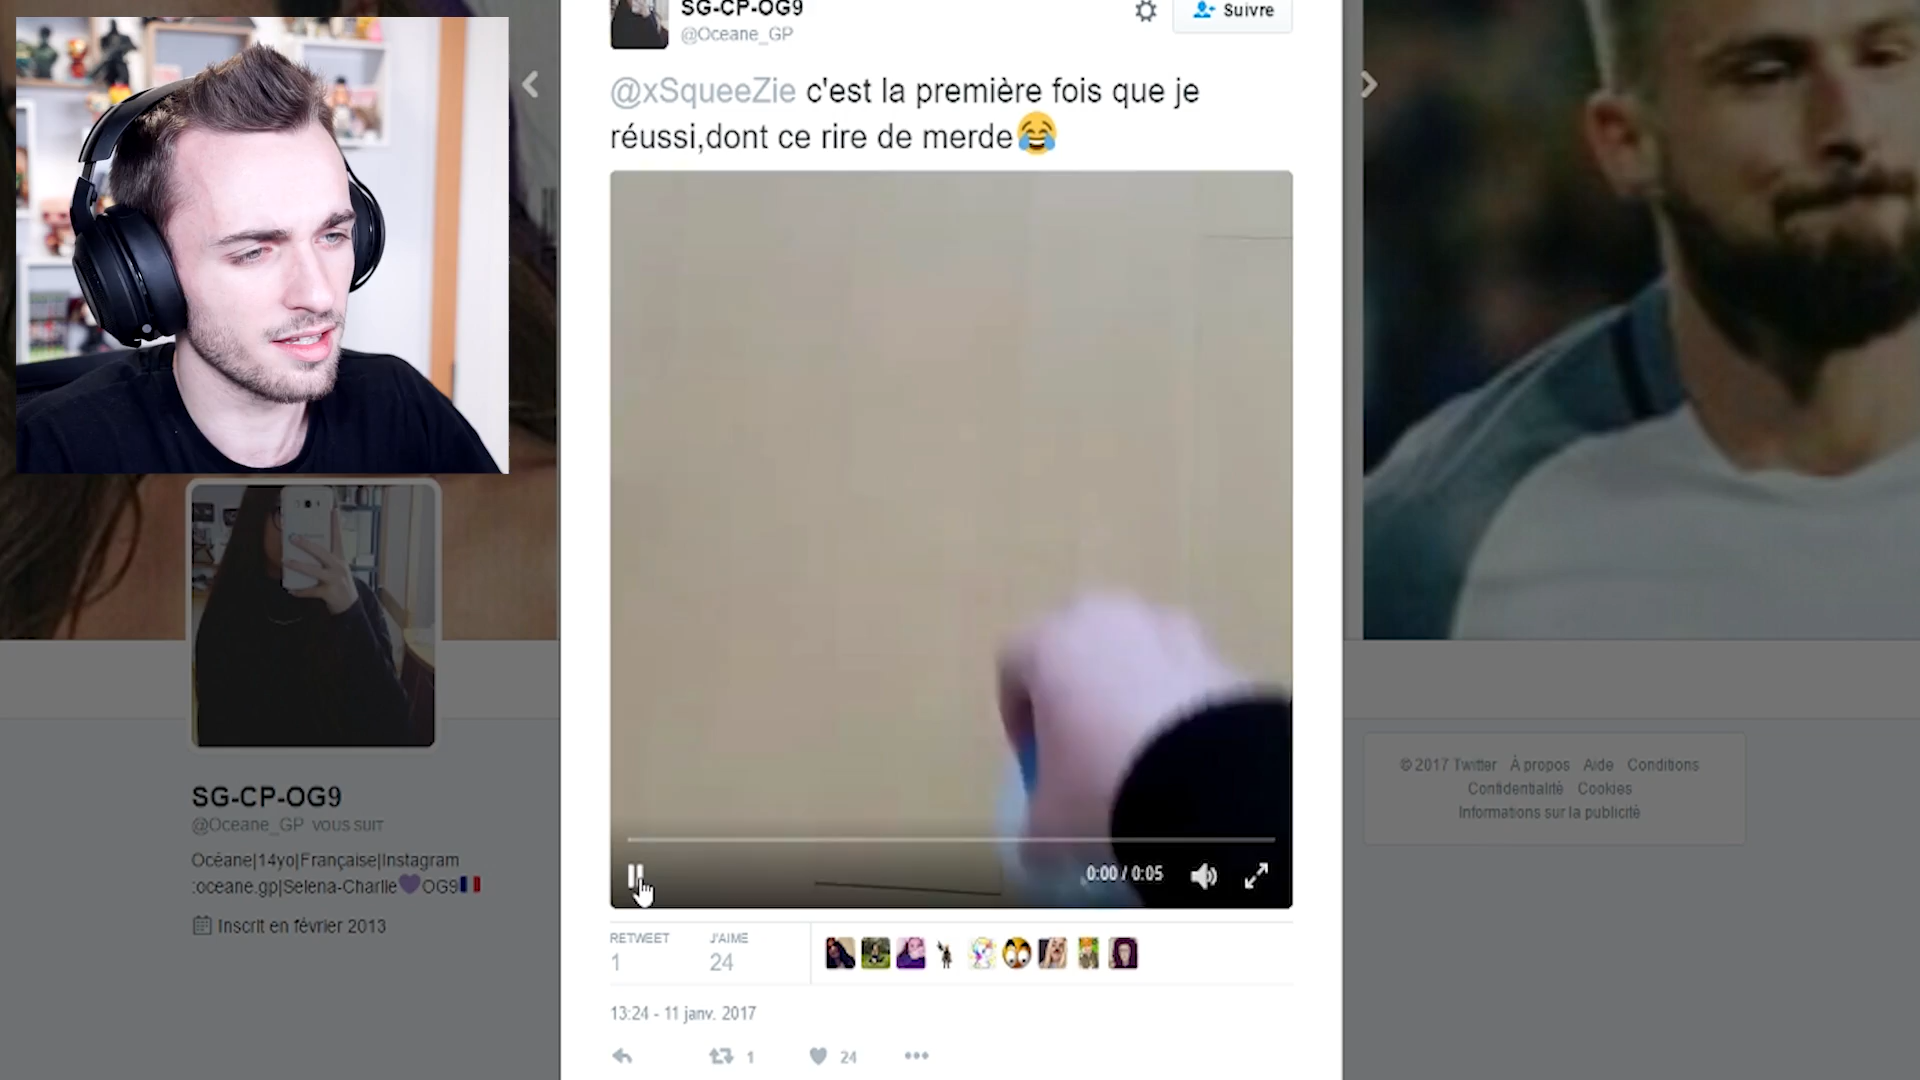 SG-CP-OG9
@Oceane_GP
Suivre
@xSqueeZie c'est la première fois que je
réussi,dont ce rire de merde😂
0:00 / 0:05
RETWEET
1
J'AIME
24
13:24 - 11 janv. 2017
1
24
SG-CP-OG9
@Oceane_GP VOUS SUIT
Océane|14yo|Française|Instagram
:oceane.gp|Selena-Charlie💜OG9🇫🇷
Inscrit en février 2013
© 2017 Twitter À propos Aide Conditions
Confidentialité Cookies
Informations sur la publicité